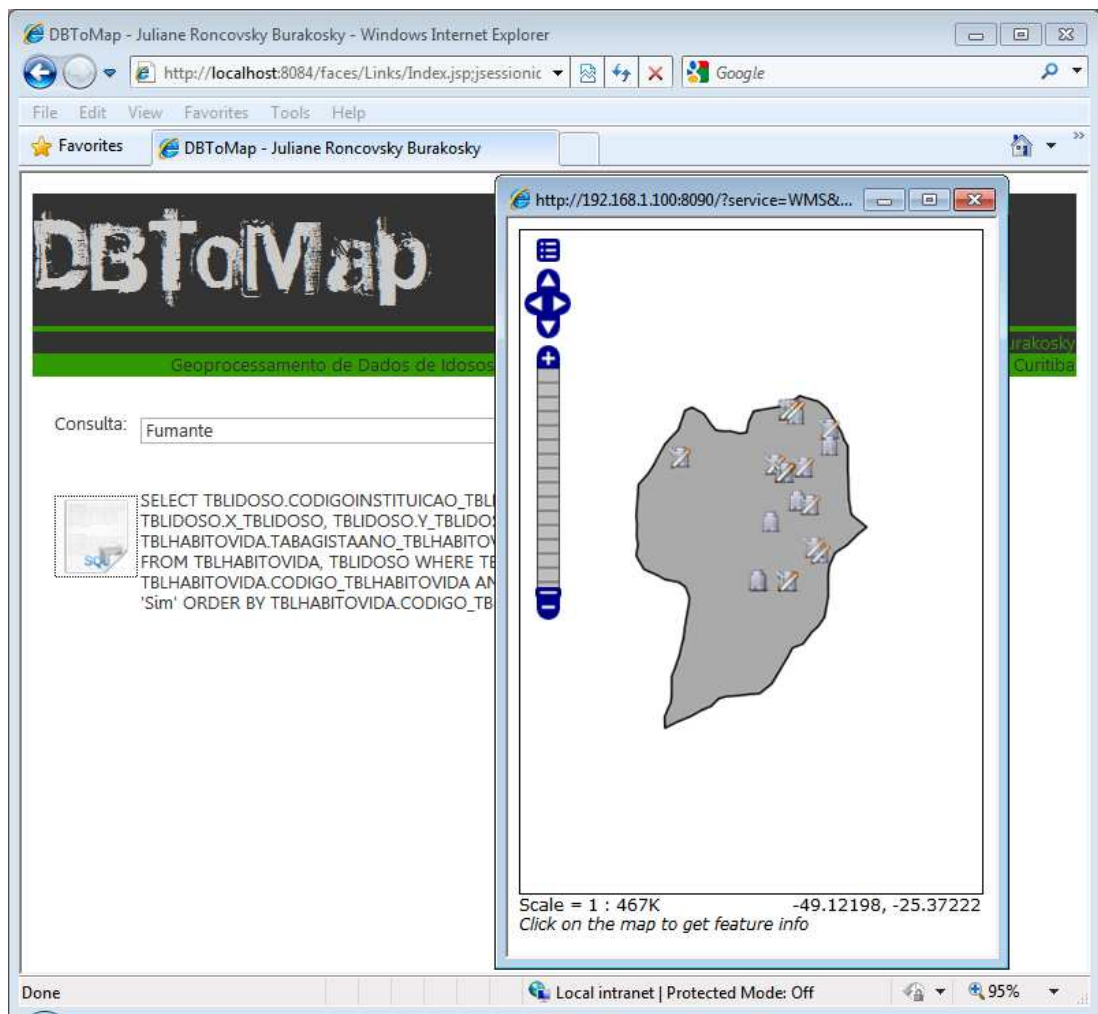 DBToMap - Juliane Roncovsky Burakosky - Windows Internet Explorer
http://localhost:8084/faces/Links/Index.jsp;jsessionic
Google
File Edit View Favorites Tools Help
Favorites
DBToMap - Juliane Roncovsky Burakosky
http://192.168.1.100:8090/?service=WMS&...
DBToMap
urakosky
Geoprocessamento de Dados de Idosos
Curitiba
Consulta:
Fumante
SQL
SELECT TBLIDOSO.CODIGOINSTITUICAO_TBLI
TBLIDOSO.X_TBLIDOSO, TBLIDOSO.Y_TBLIDOS
TBLHABITOVIDA.TABAGISTAANO_TBLHABITOV
FROM TBLHABITOVIDA, TBLIDOSO WHERE TB
TBLHABITOVIDA.CODIGO_TBLHABITOVIDA AN
'Sim' ORDER BY TBLHABITOVIDA.CODIGO_TB
Scale = 1 : 467K
-49.12198, -25.37222
Click on the map to get feature info
Done
Local intranet | Protected Mode: Off
95%